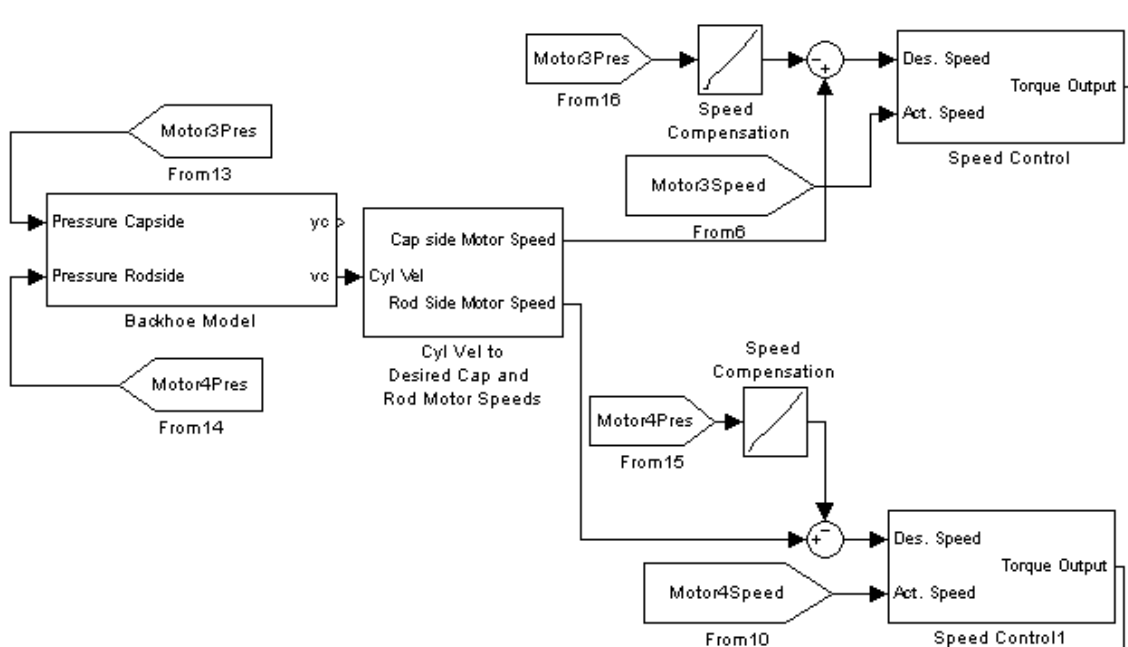 Motor3Pres
From16
Speed
Compensation
-
+
Des. Speed
Act. Speed
Torque Output
Speed Control
Motor3Speed
From6
Motor3Pres
From13
Pressure Capside
Pressure Rodside
yc
vc
Backhoe Model
Motor4Pres
From14
Cap side Motor Speed
Cyl Vel
Rod Side Motor Speed
Cyl Vel to
Desired Cap and
Rod Motor Speeds
Speed
Compensation
Motor4Pres
From15
-
+
Des. Speed
Act. Speed
Torque Output
Speed Control1
Motor4Speed
From10